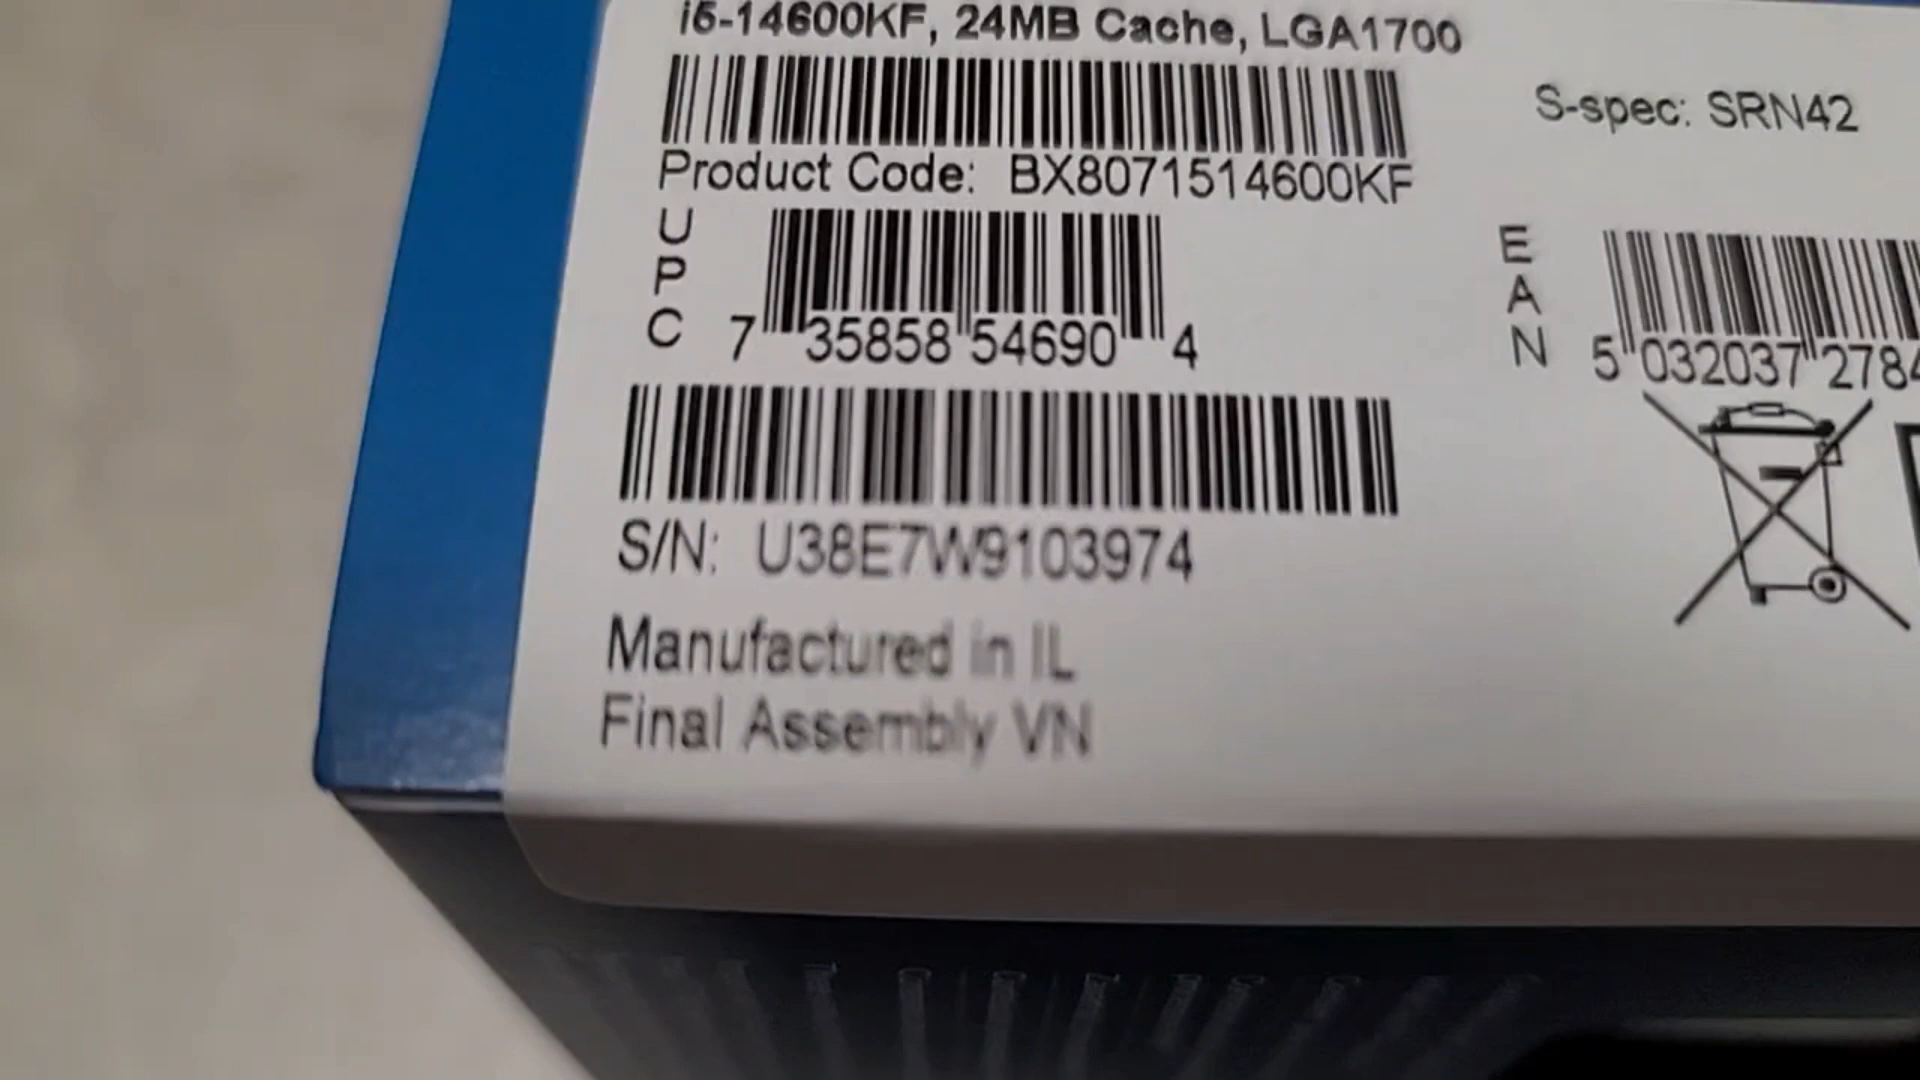 i5-14600KF, 24MB Cache, LGA1700
S-spec: SRN42
Product Code: BX8071514600KF
UPC
7 35858 54690 4
EAN
5 032037 2784
S/N: U38E7W9103974
Manufactured in IL
Final Assembly VN